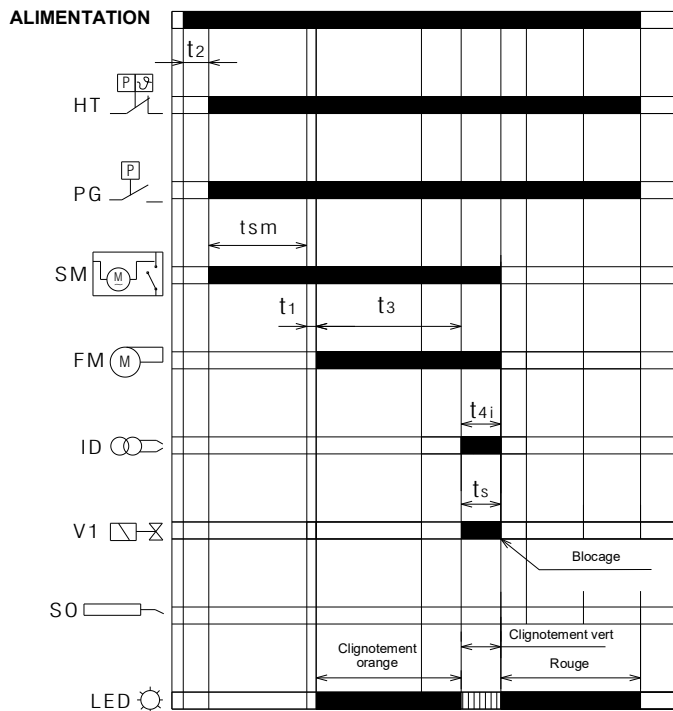 ALIMENTATION
t2
P ϑ
HT
P
PG
tsm
SM
M
t1
t3
FM
M
t4i
ID
ts
V1
Blocage
SO
Clignotement
orange
Clignotement vert
Rouge
LED